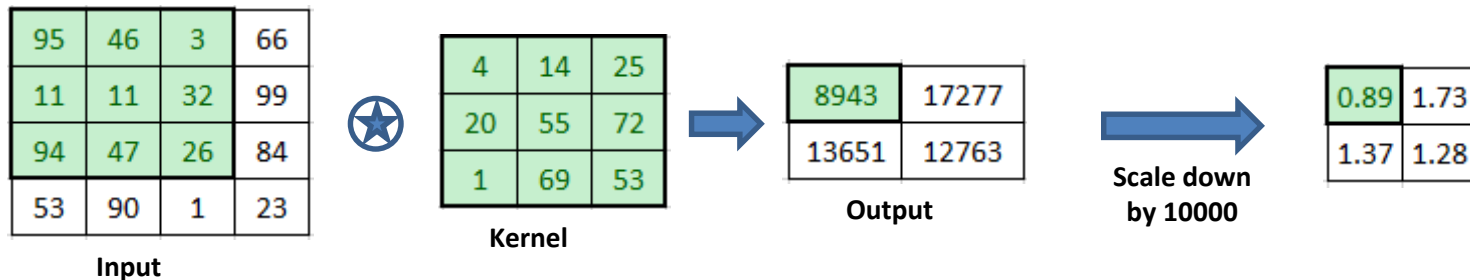 95 46 3 66
11 11 32 99
94 47 26 84
53 90 1 23
Input
4 14 25
20 55 72
1 69 53
Kernel
8943 17277
13651 12763
Output
Scale down
by 10000
0.89 1.73
1.37 1.28